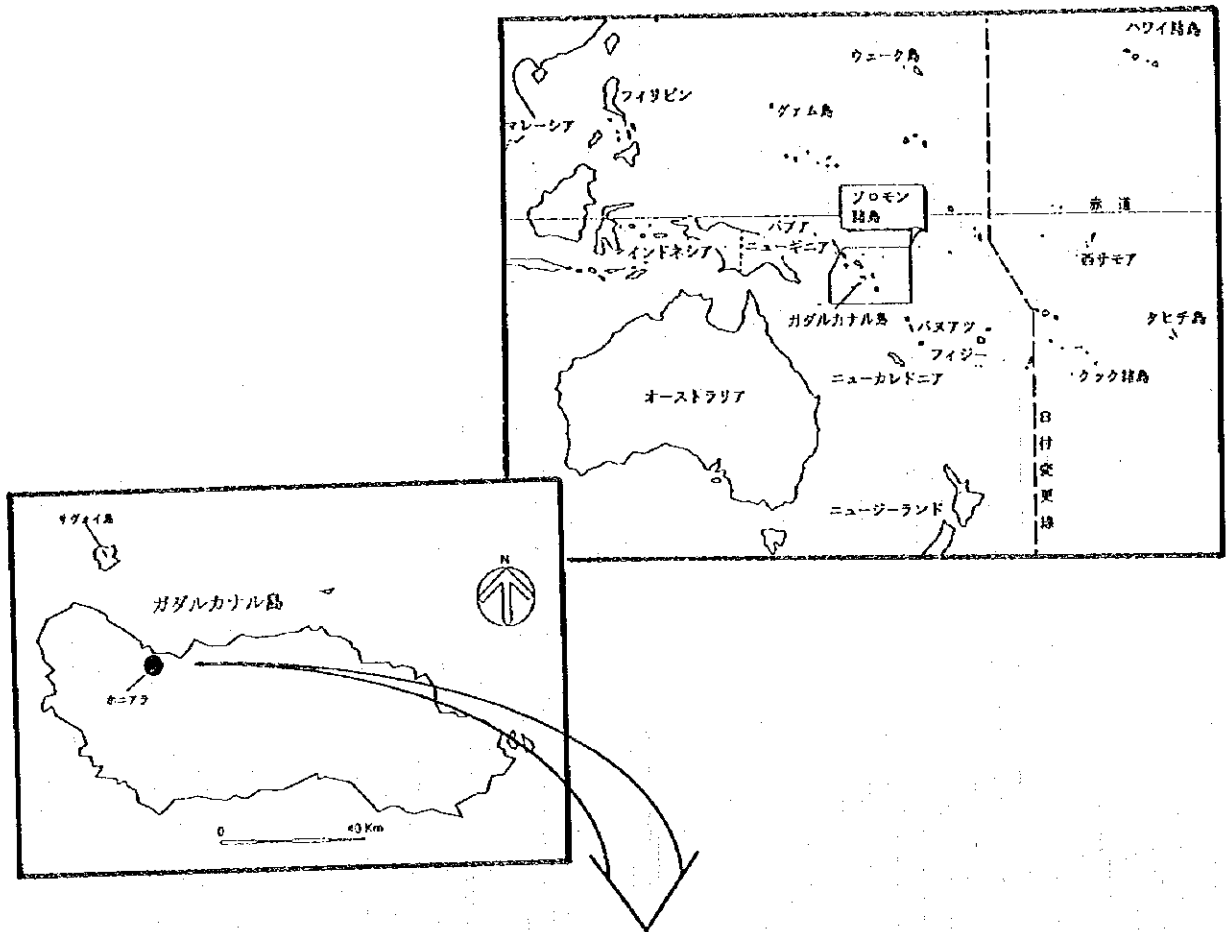 ハワイ諸島
ウェーク島
フィリピン
グァム島
マレーシア
ソロモン
諸島
赤道
パプア
ニューギニア
インドネシア
西サモア
ガダルカナル島
バヌアツ
フィジー
タヒチ島
ニューカレドニア
クック諸島
オーストラリア
日付変更線
ニュージーランド
サヴォイ島
N
ガダルカナル島
ホニアラ
0 40 Km